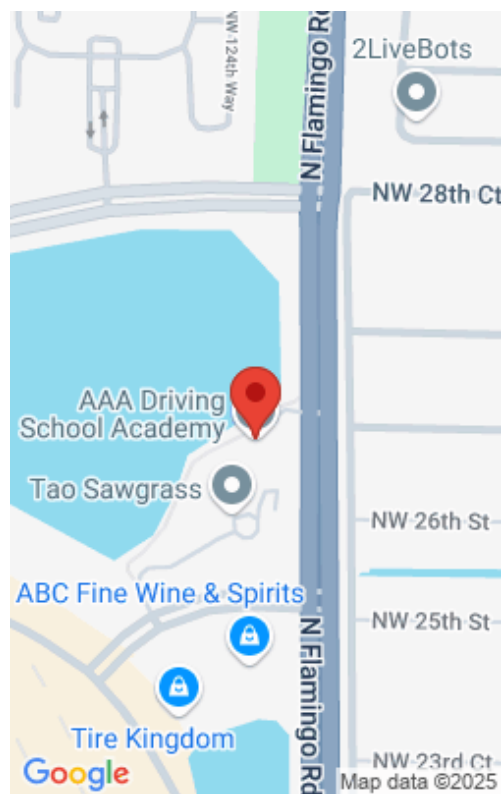 NW 124th Way
N Flamingo Rd
2LiveBots
NW 28th Ct
AAA Driving
School Academy
Tao Sawgrass
NW 26th St
ABC Fine Wine & Spirits
NW 25th St
N Flamingo Rd
Tire Kingdom
NW 23rd Ct
Google
Map data ©2025